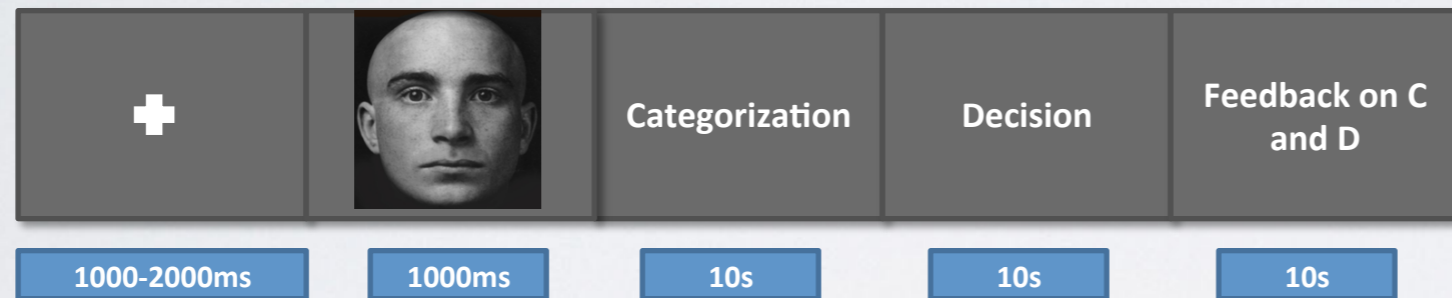 Categorization
Decision
Feedback on C
and D
1000-2000ms
1000ms
10s
10s
10s